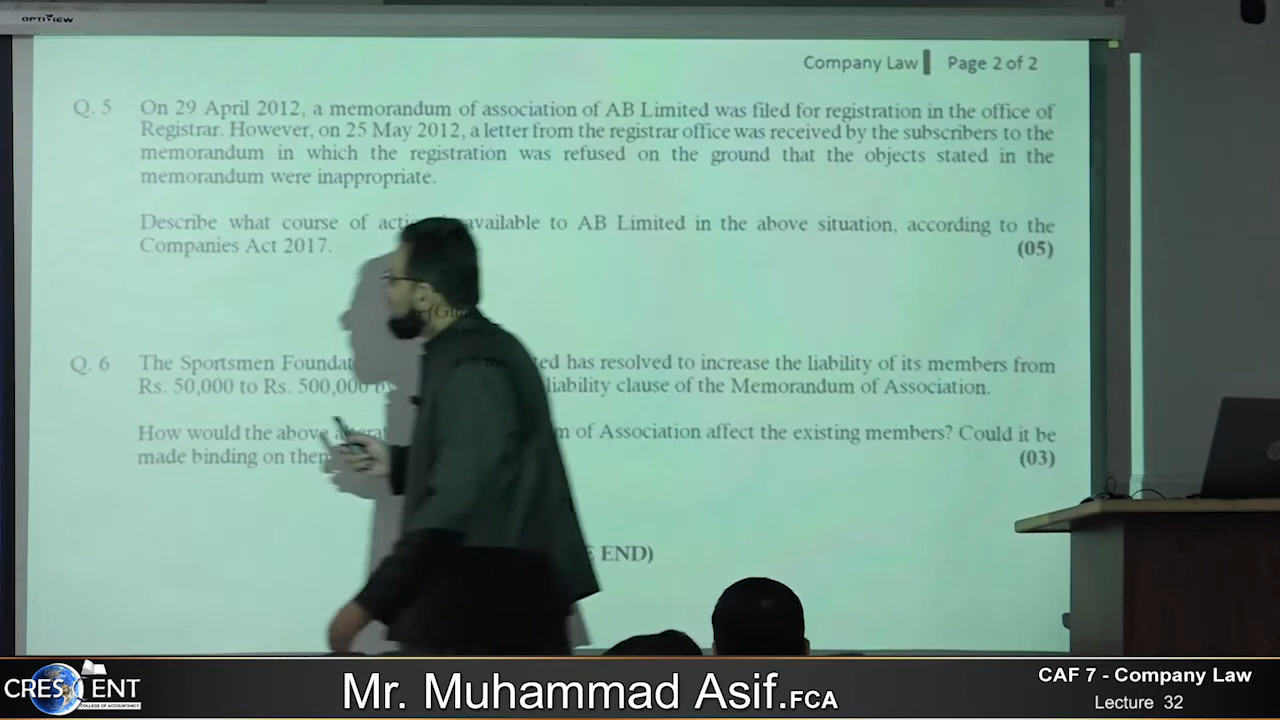 OPTIVIEW
Company Law Page 2 of 2
Q. 5 On 29 April 2012, a memorandum of association of AB Limited was filed for registration in the office of
Registrar. However, on 25 May 2012, a letter from the registrar office was received by the subscribers to the
memorandum in which the registration was refused on the ground that the objects stated in the
memorandum were inappropriate.
Describe what course of available to AB Limited in the above situation, according to the
Companies Act 2017. (05)
Q. 6 The Sportsmen has resolved to increase the liability of its members from
Rs. 50,000 to Rs. 500,000 liability clause of the Memorandum of Association.
How would the above of Association affect the existing members? Could it be
made binding on (03)
END)
CRESCENT
COLLEGE OF ACCOUNTANCY
Mr. Muhammad Asif.FCA
CAF 7 - Company Law
Lecture 32